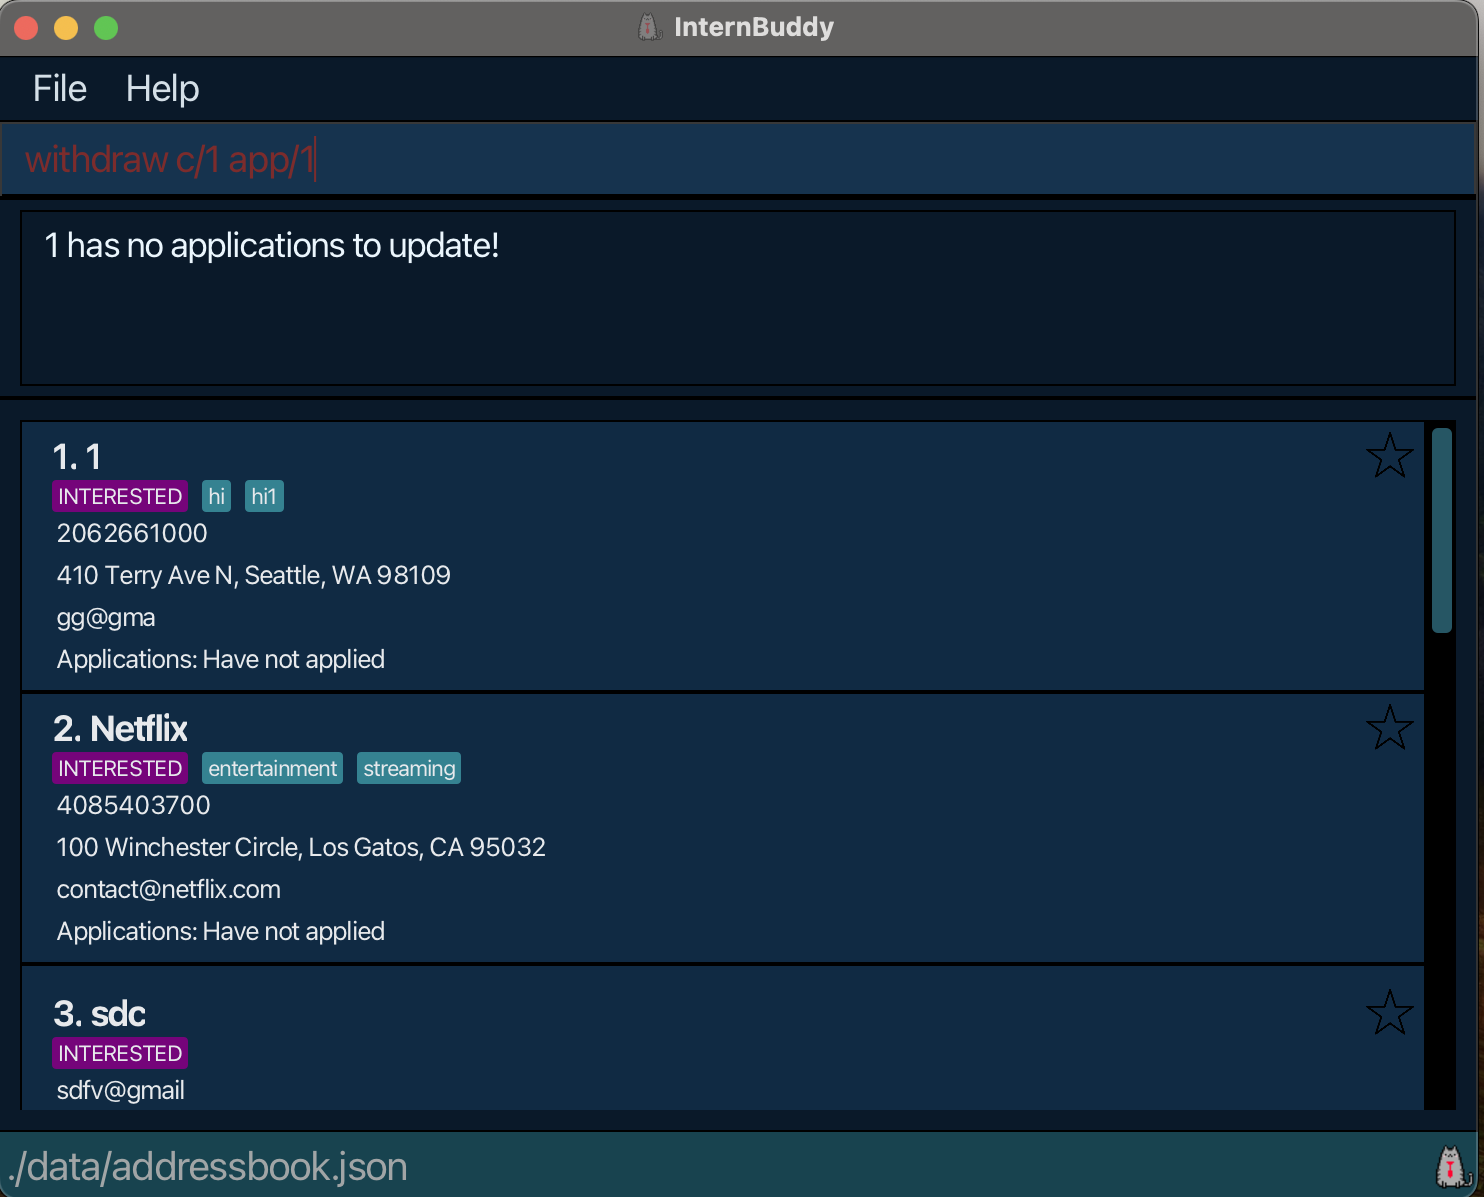 InternBuddy
File Help
withdraw c/1 app/1
1 has no applications to update!
1. 1
INTERESTED hi hi1
2062661000
410 Terry Ave N, Seattle, WA 98109
gg@gma
Applications: Have not applied
2. Netflix
INTERESTED entertainment streaming
4085403700
100 Winchester Circle, Los Gatos, CA 95032
contact@netflix.com
Applications: Have not applied
3. sdc
INTERESTED
sdfv@gmail
./data/addressbook.json